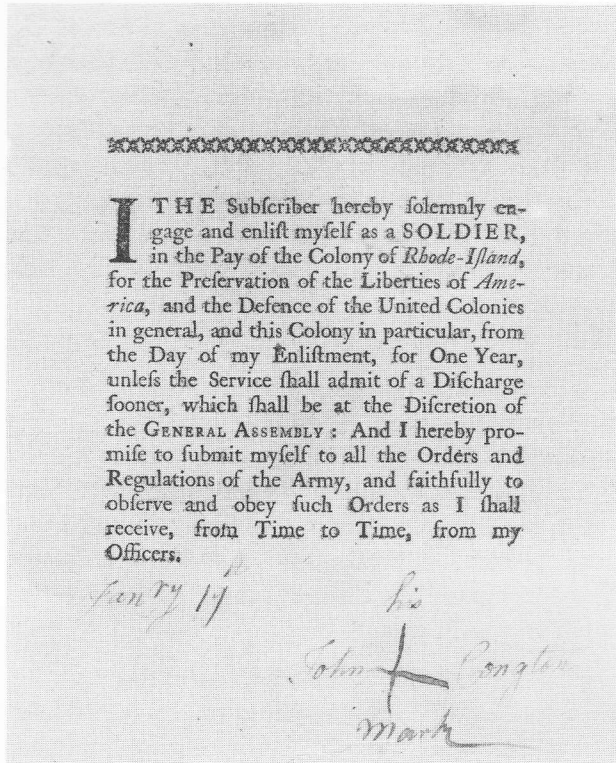 I THE Subſcriber hereby ſolemnly en-
gage and enliſt myſelf as a SOLDIER,
in the Pay of the Colony of Rhode-Iſland,
for the Preſervation of the Liberties of Ame-
rica, and the Defence of the United Colonies
in general, and this Colony in particular, from
the Day of my Enliſtment, for One Year,
unleſs the Service ſhall admit of a Diſcharge
ſooner, which ſhall be at the Diſcretion of
the GENERAL ASSEMBLY: And I hereby pro-
miſe to ſubmit myſelf to all the Orders and
Regulations of the Army, and faithfully to
obſerve and obey ſuch Orders as I ſhall
receive, from Time to Time, from my
Officers.
his
John
mark